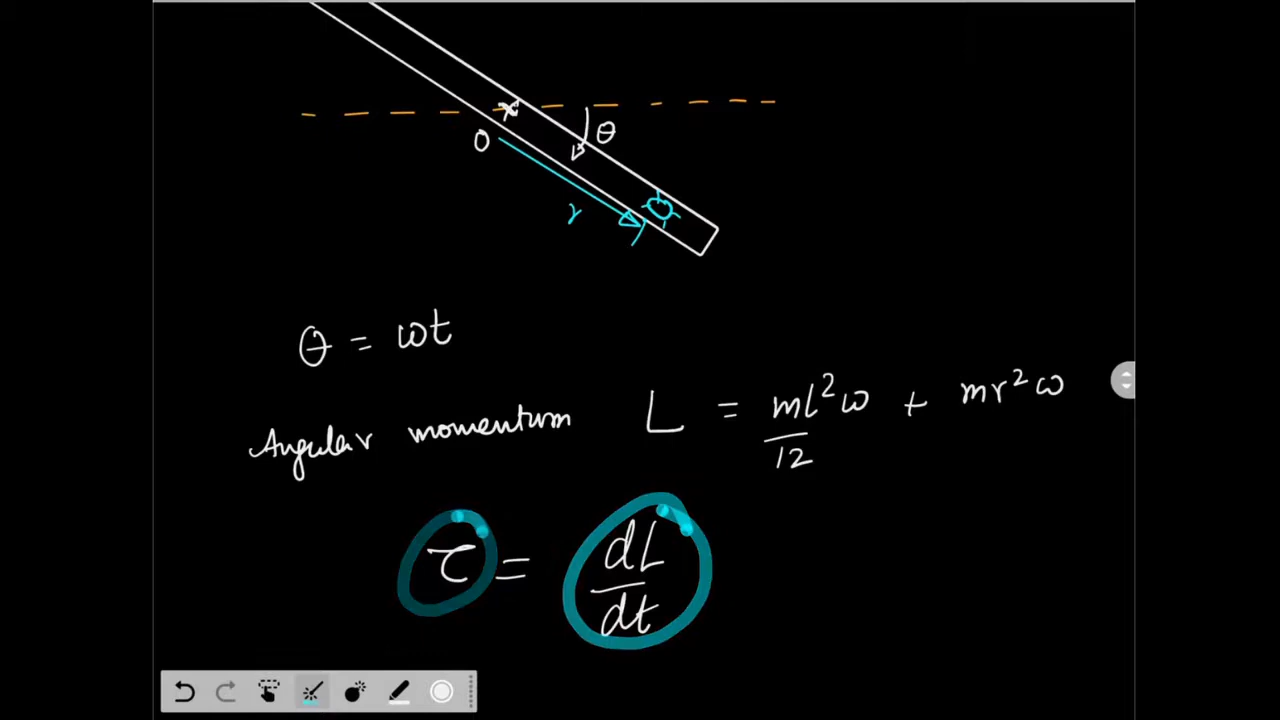 θ
O
r
θ = ωt
Angular momentum L = ml²ω/12 + mr²ω
τ = dL/dt